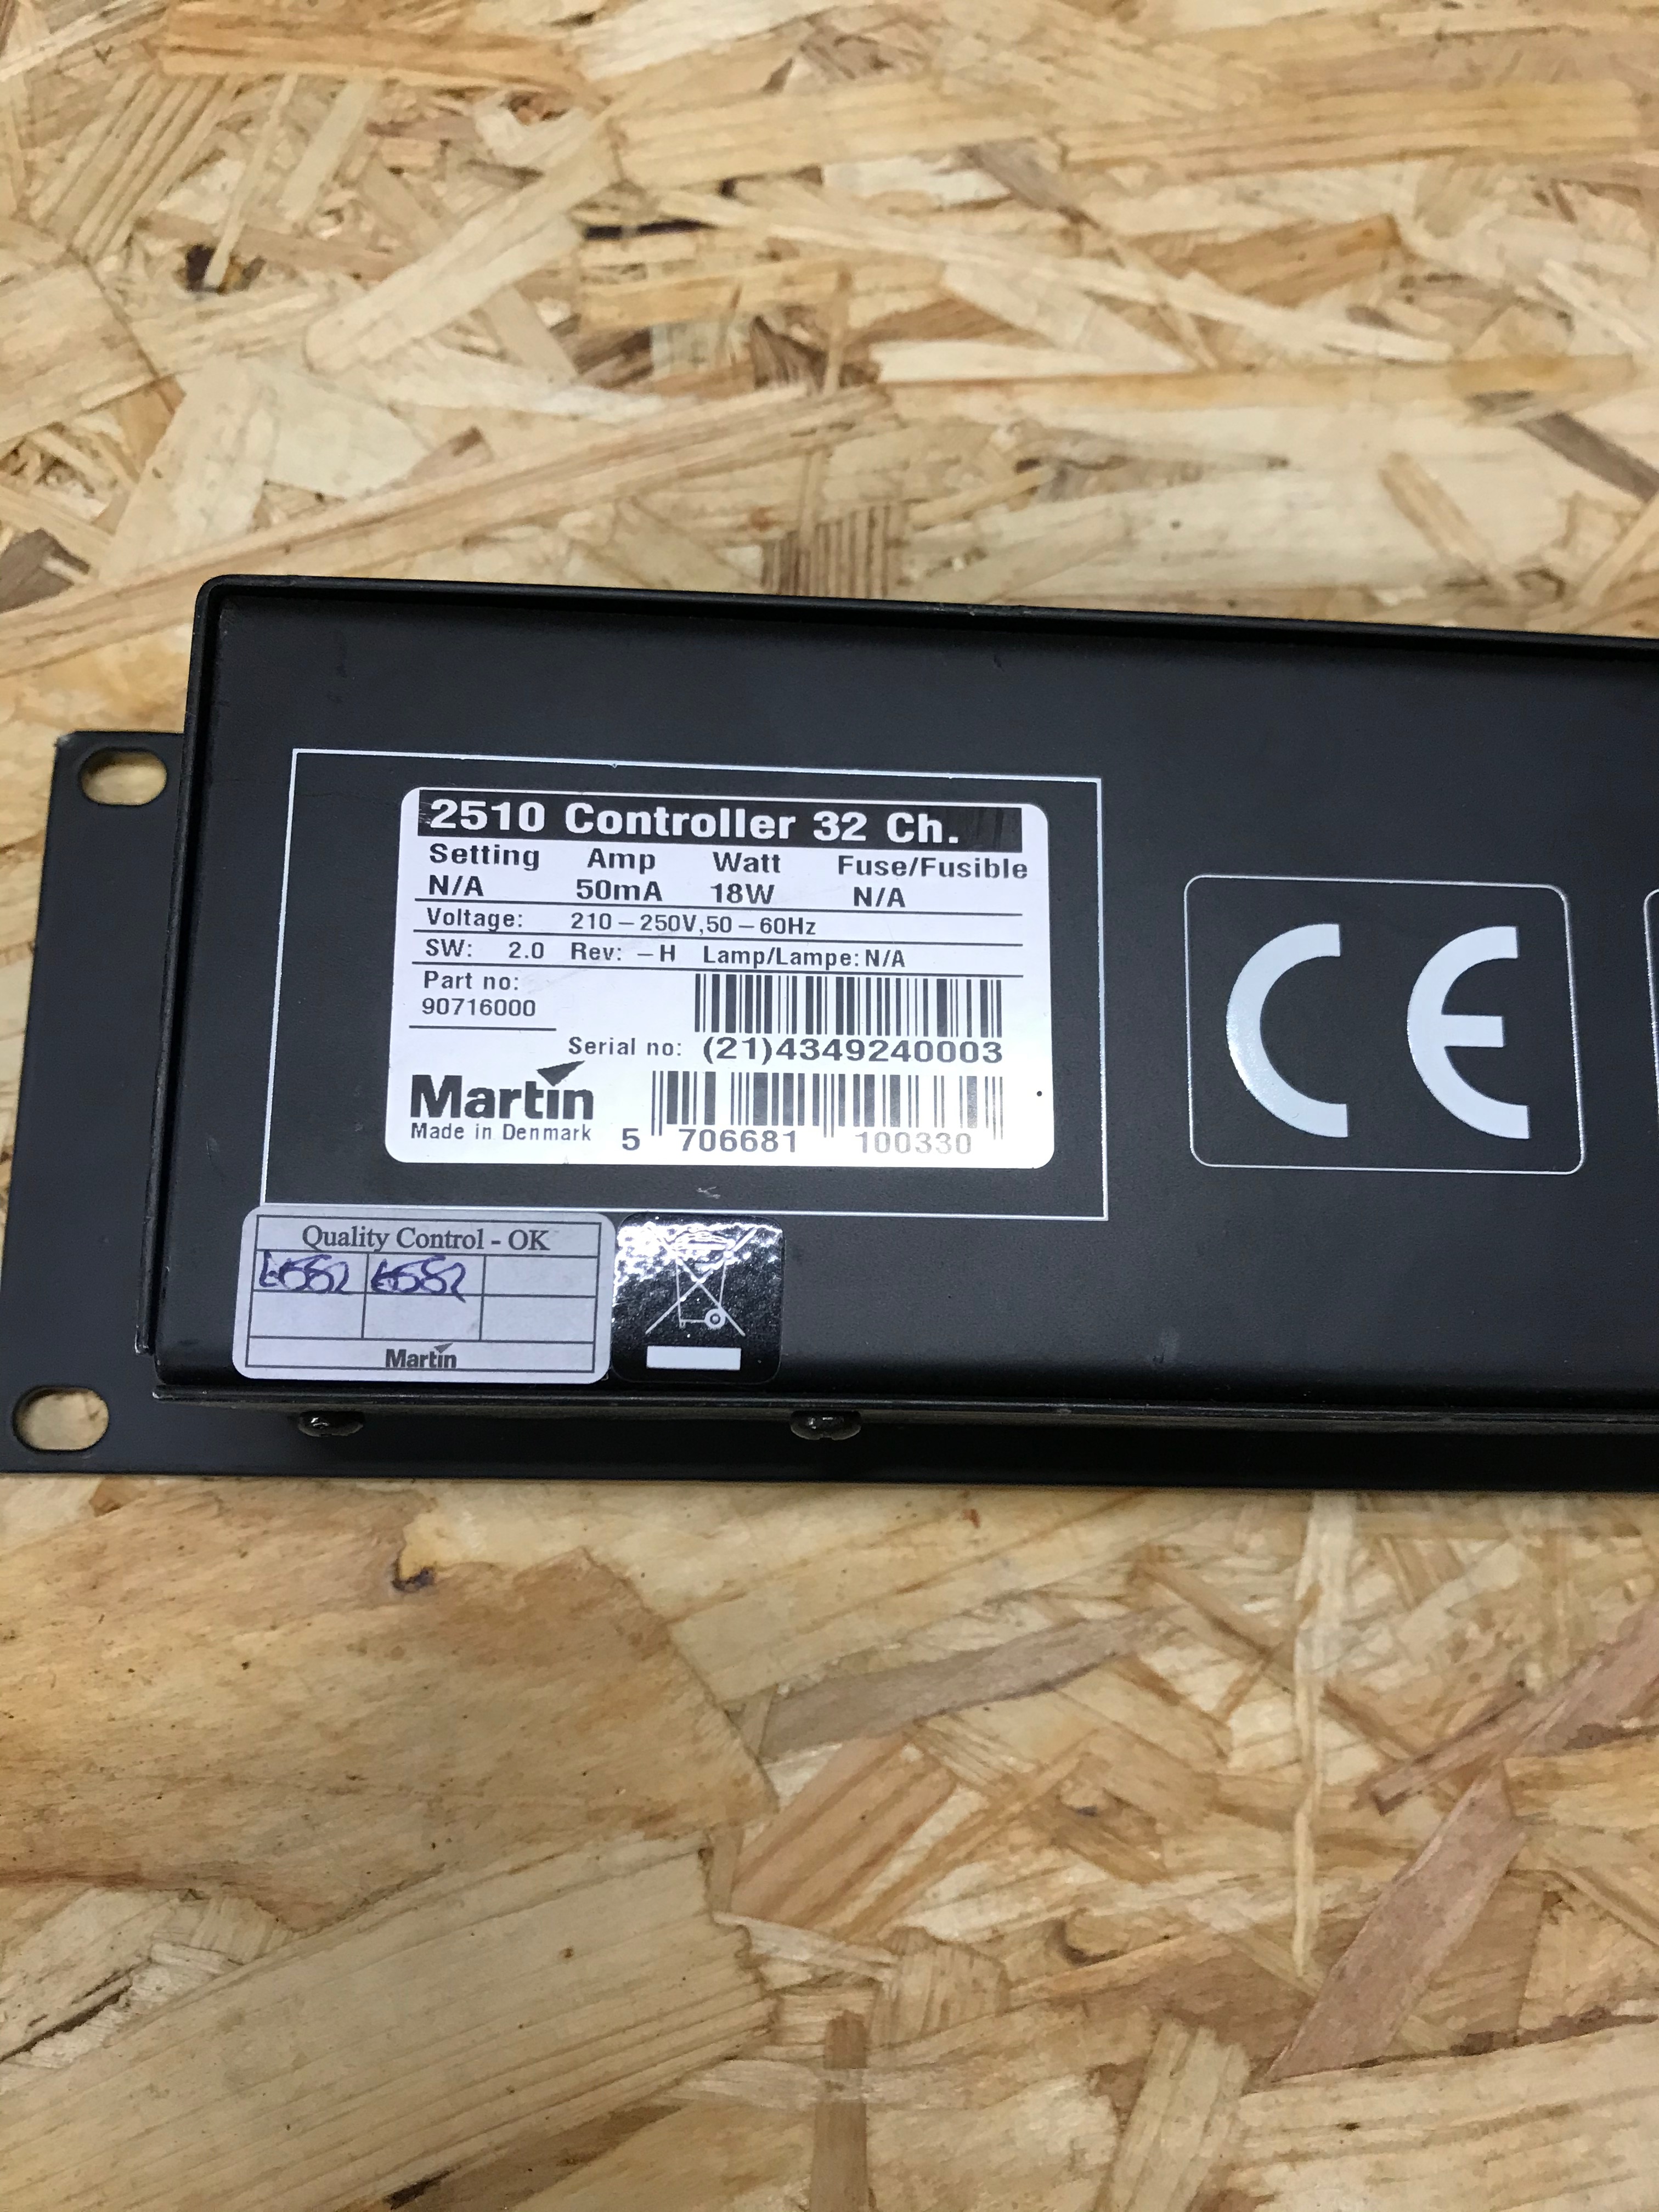 2510 Controller 32 Ch.
Setting Amp Watt Fuse/Fusible
N/A 50mA 18W N/A
Voltage: 210–250V,50–60Hz
SW: 2.0 Rev: –H Lamp/Lampe: N/A
Part no:
90716000
Serial no: (21)4349240003
Martin
Made in Denmark
5 706681 100330
CE
Quality Control - OK
Martin